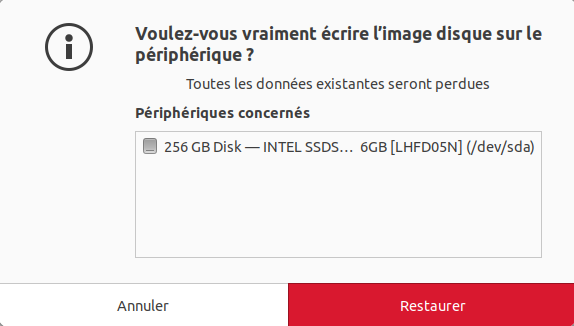 Voulez-vous vraiment écrire l’image disque sur le
périphérique ?
Toutes les données existantes seront perdues
Périphériques concernés
256 GB Disk — INTEL SSDS… 6GB [LHFD05N] (/dev/sda)
Annuler
Restaurer